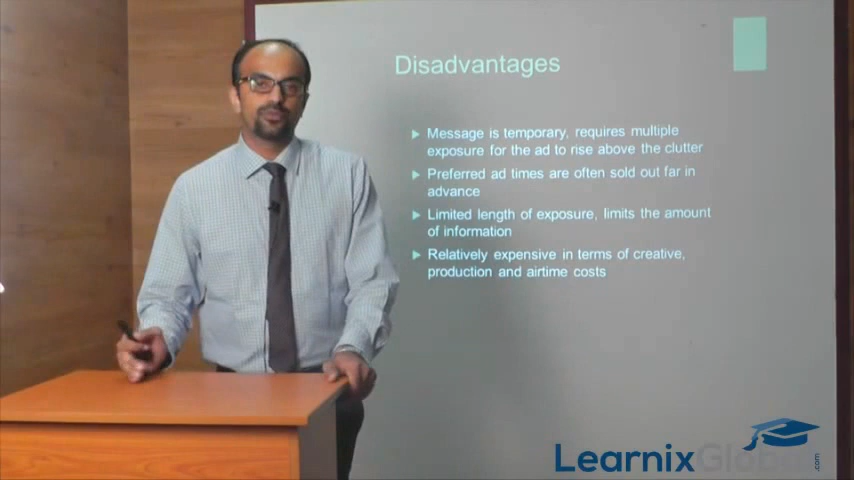 Disadvantages
Message is temporary, requires multiple
exposure for the ad to rise above the clutter
Preferred ad times are often sold out far in
advance
Limited length of exposure, limits the amount
of information
Relatively expensive in terms of creative,
production and airtime costs
LearnixGlobal.com